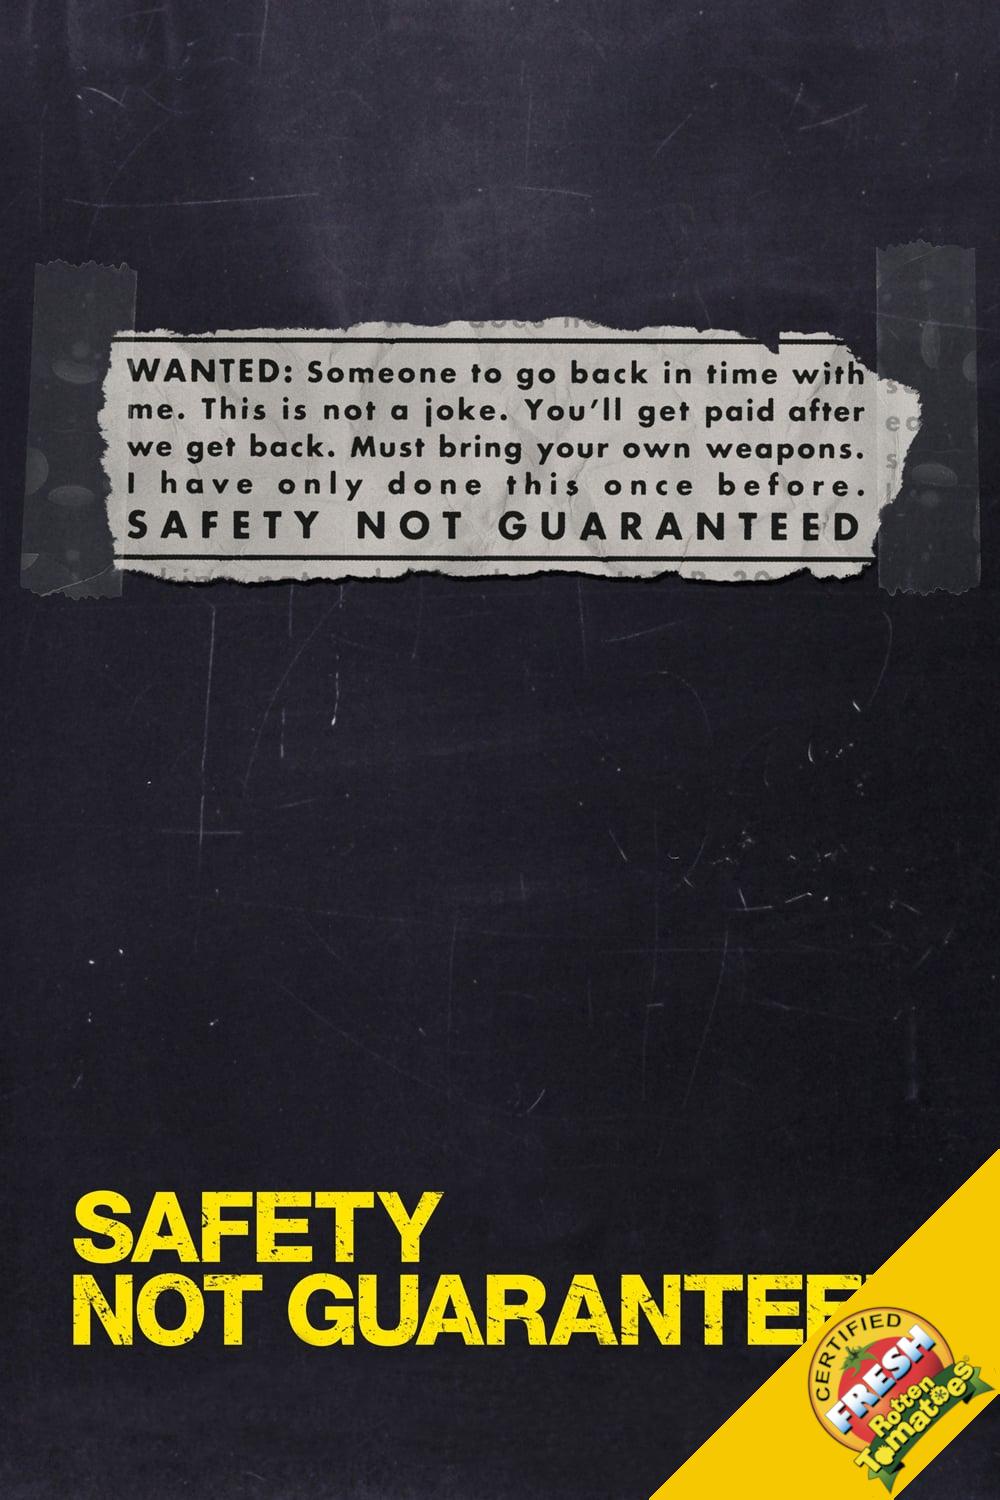 WANTED: Someone to go back in time with
me. This is not a joke. You'll get paid after
we get back. Must bring your own weapons.
I have only done this once before.
SAFETY NOT GUARANTEED
SAFETY
NOT GUARANTEE
CERTIFIED
FRESH
Rotten
Tomatoes